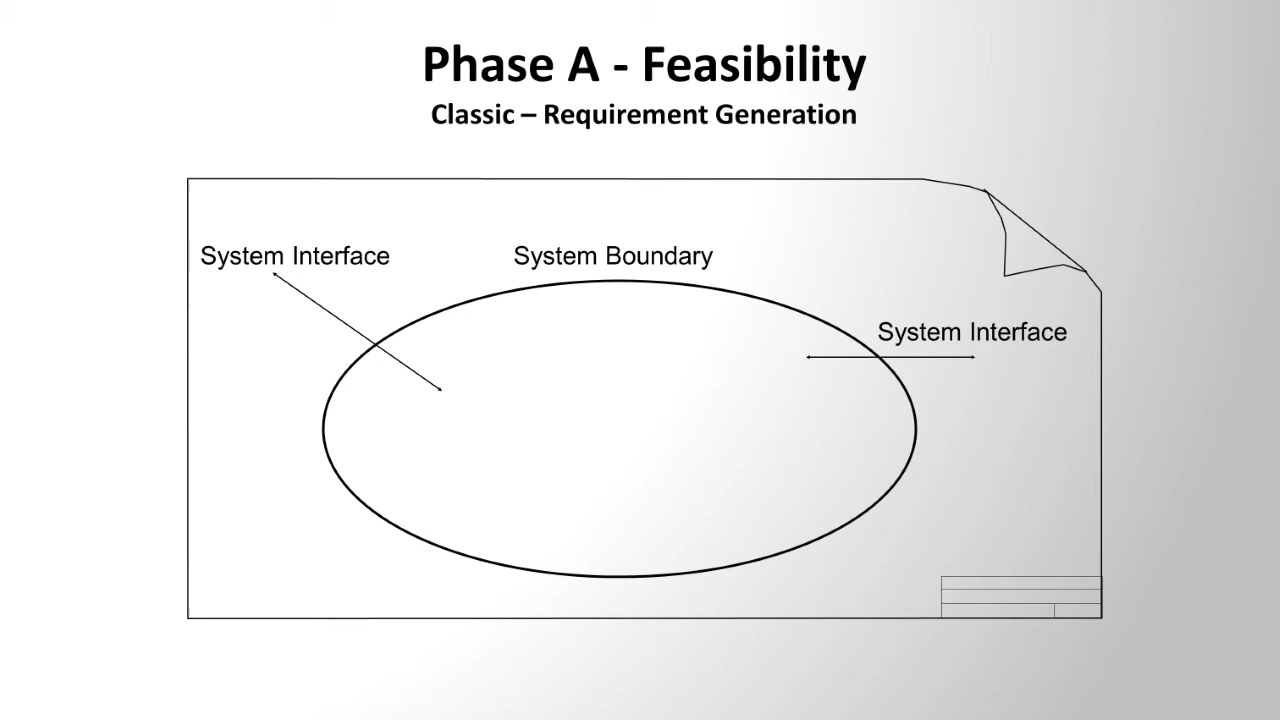 Phase A - Feasibility
Classic – Requirement Generation
System Interface
System Boundary
System Interface